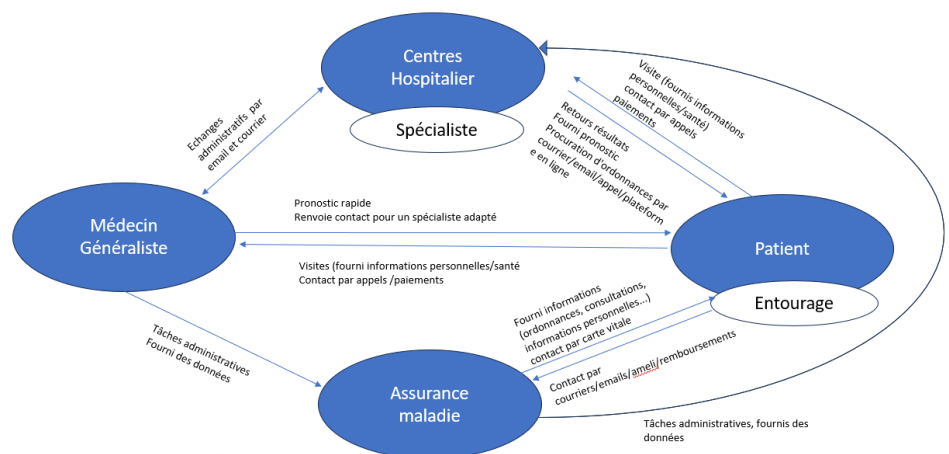 Centres
Hospitalier
Spécialiste
Visite (fournis informations
personnelles/santé)
contact par appels
paiements
Retours résultats
Fourni pronostic
Procuration d'ordonnances par
courrier/email/appel/plateform
e en ligne
Echanges
administratifs par
email et courrier
Médecin
Généraliste
Pronostic rapide
Renvoie contact pour un spécialiste adapté
Visites (fourni informations personnelles/santé
Contact par appels /paiements
Patient
Entourage
Fourni informations
(ordonnances, consultations,
informations personnelles...)
contact par carte vitale
Contact par
courriers/emails/ameli/remboursements
Tâches administratives
Fourni des données
Assurance
maladie
Tâches administratives, fournis des
données